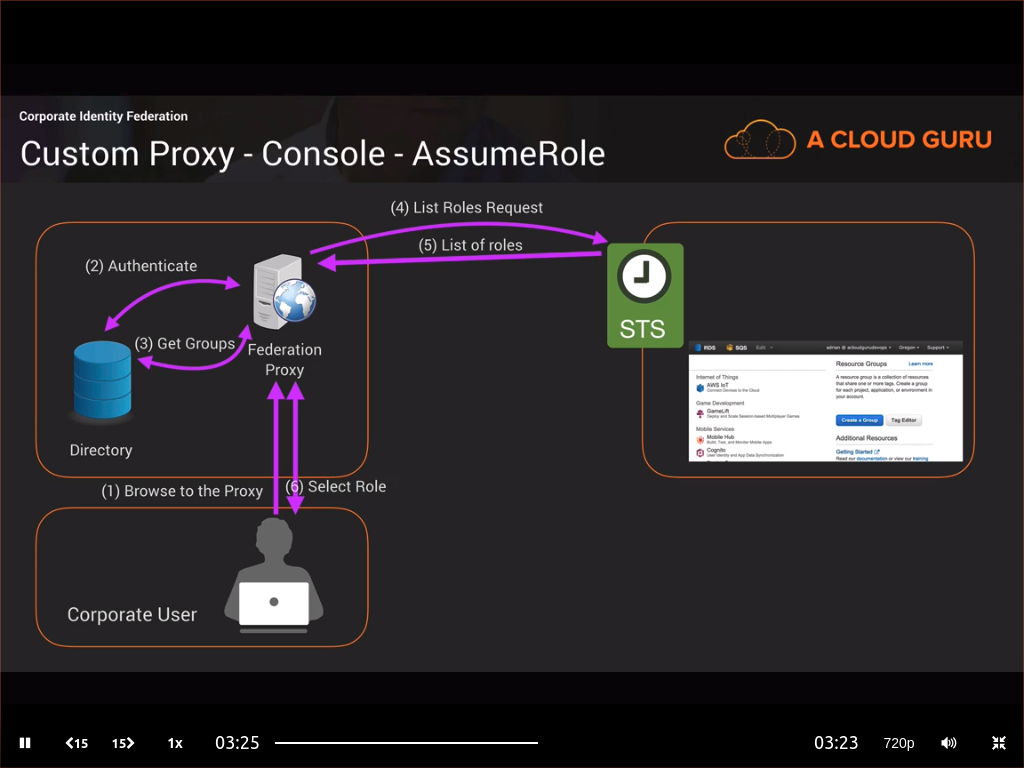 Corporate Identity Federation
Custom Proxy - Console - AssumeRole
A CLOUD GURU
(4) List Roles Request
(5) List of roles
(2) Authenticate
(3) Get Groups
Federation
Proxy
Directory
STS
RDS SQS Edit adrian @ acloudgurudevops Oregon Support
Internet of Things
AWS IoT
Connect Devices to the Cloud
Game Development
GameLift
Deploy and Scale Session-based Multiplayer Games
Mobile Services
Mobile Hub
Build, Test, and Monitor Mobile Apps
Cognito
User Identity and App Data Synchronization
Resource Groups Learn more
A resource group is a collection of resources
that share one or more tags. Create a group
for each project, application, or environment in
your account.
Create a Group Tag Editor
Additional Resources
Getting Started
Read our documentation or view our training
(1) Browse to the Proxy
(6) Select Role
Corporate User
15 15 1x 03:25 03:23 720p